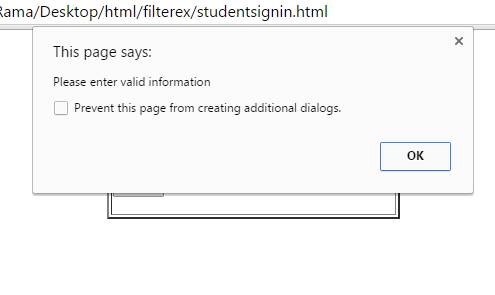 Rama/Desktop/html/filterex/studentsignin.html
This page says:
Please enter valid information
Prevent this page from creating additional dialogs.
OK